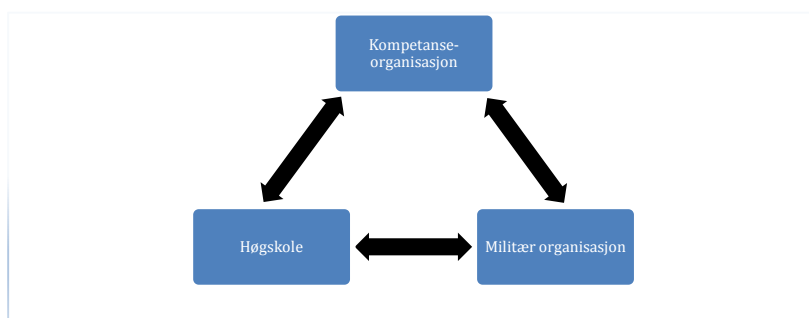 Kompetanse-
organisasjon
Høgskole
Militær organisasjon